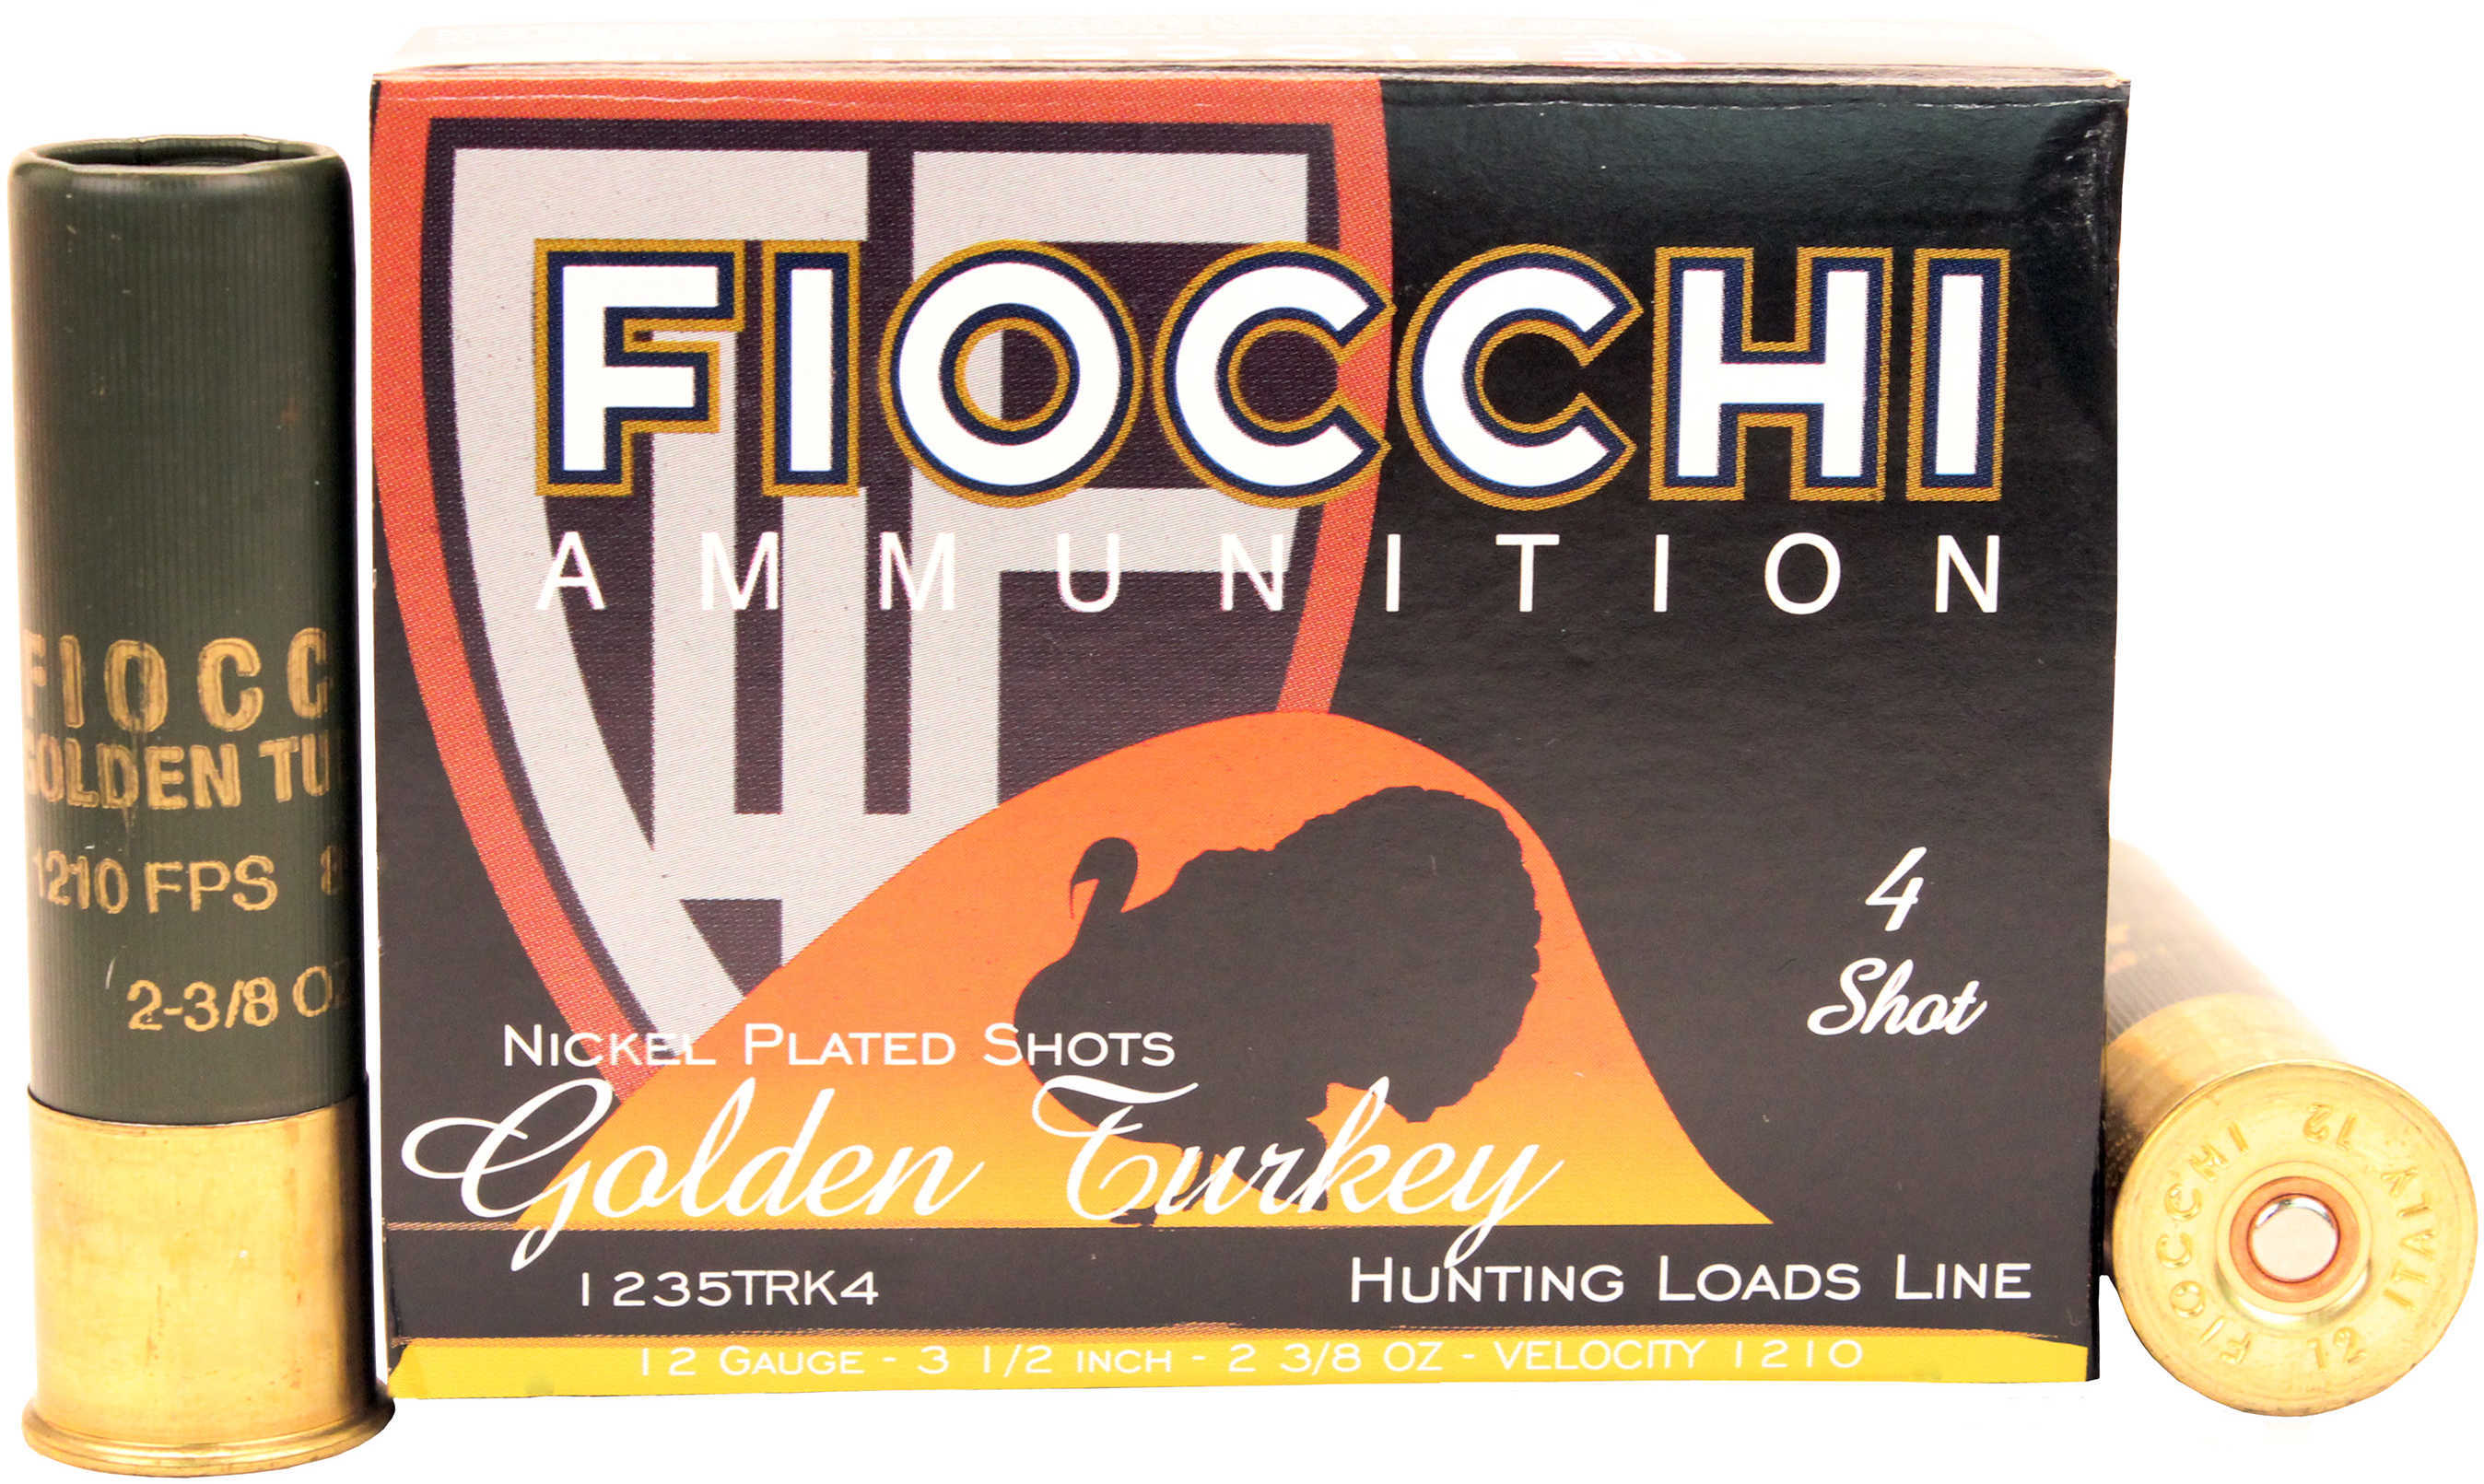 FIOCCHI
AMMUNITION
4
Shot
NICKEL PLATED SHOTS
Golden Turkey
1235TRK4
HUNTING LOADS LINE
12 GAUGE - 3 1/2 INCH - 2 3/8 OZ - VELOCITY 1210
FIOCC
GOLDEN TU
1210 FPS
2-3/8 OZ
FIOCCHI 12 ITALY 12